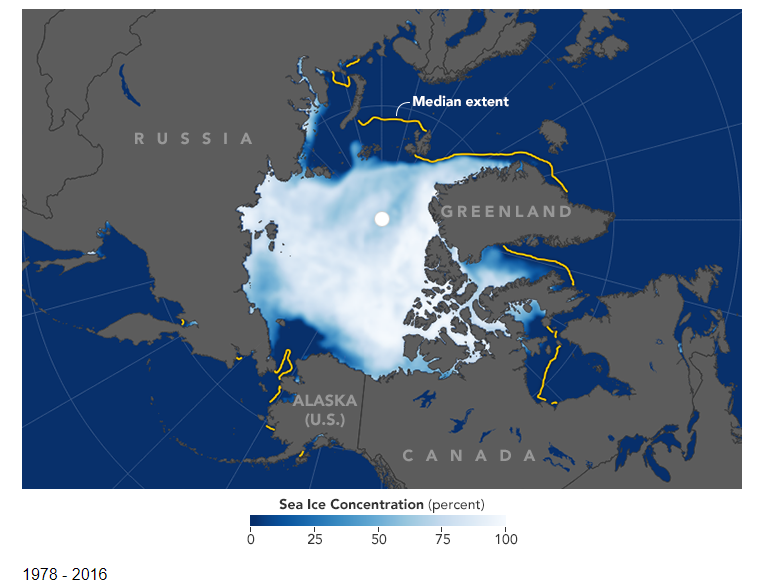 Median extent
RUSSIA
GREENLAND
ALASKA
(U.S.)
CANADA
Sea Ice Concentration (percent)
0 25 50 75 100
1978 - 2016